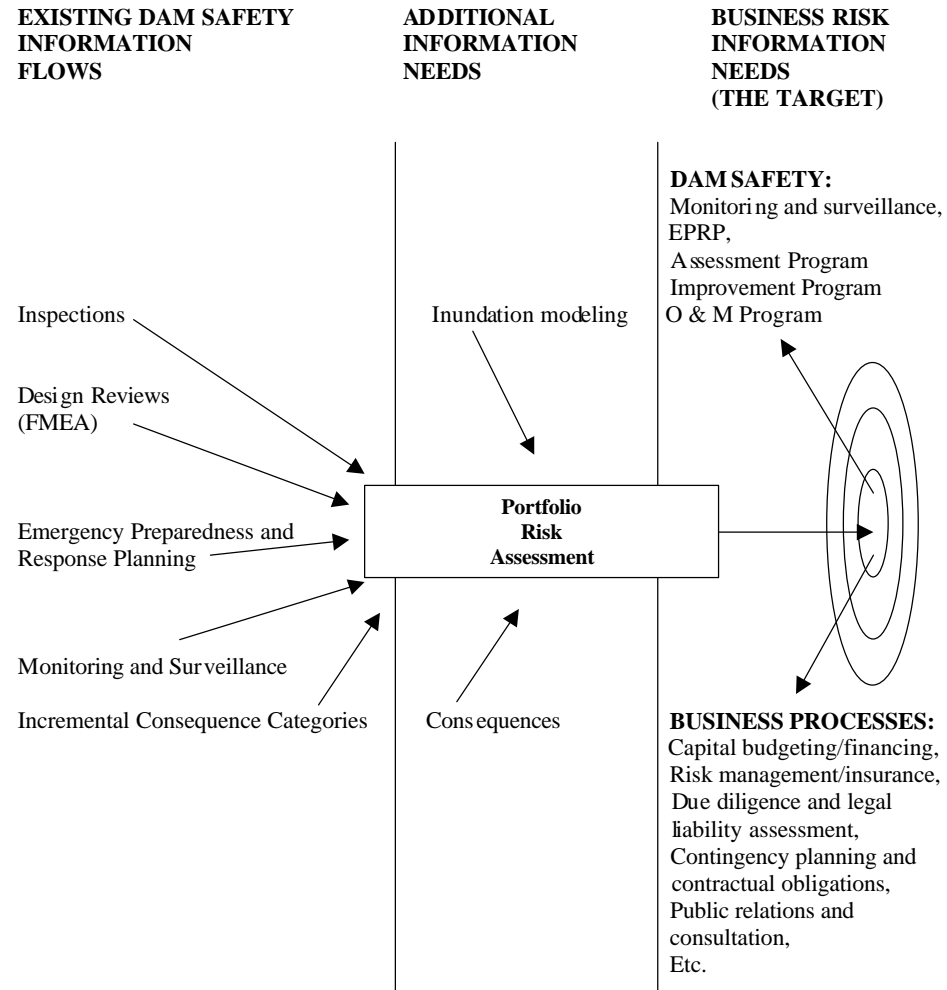 EXISTING DAM SAFETY
INFORMATION
FLOWS
ADDITIONAL
INFORMATION
NEEDS
BUSINESS RISK
INFORMATION
NEEDS
(THE TARGET)
Inspections
Design Reviews
(FMEA)
Emergency Preparedness and
Response Planning
Monitoring and Surveillance
Incremental Consequence Categories
Inundation modeling
Portfolio
Risk
Assessment
Consequences
DAM SAFETY:
Monitoring and surveillance,
EPRP,
Assessment Program
Improvement Program
O & M Program
BUSINESS PROCESSES:
Capital budgeting/financing,
Risk management/insurance,
Due diligence and legal
liability assessment,
Contingency planning and
contractual obligations,
Public relations and
consultation,
Etc.